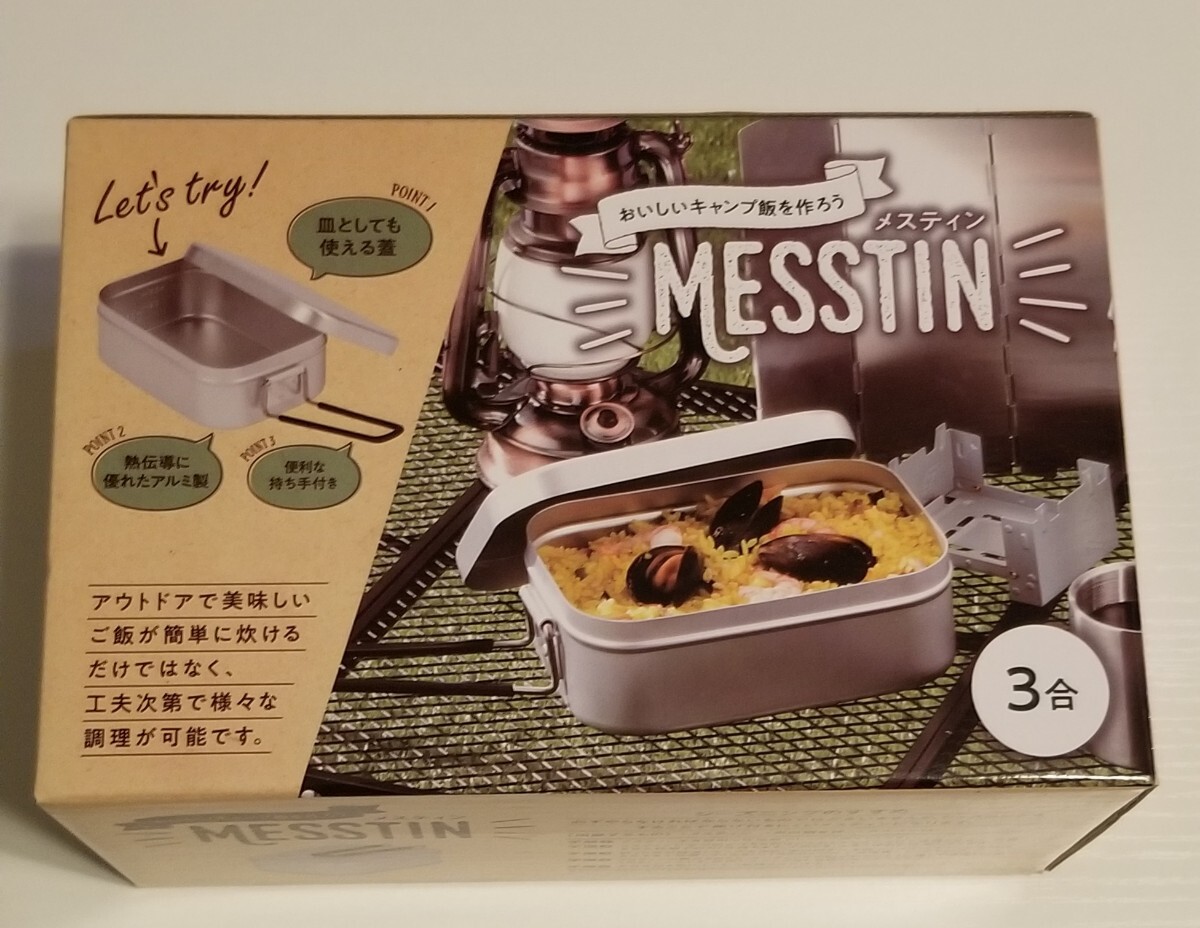 Let's try!
POINT 1
皿としても
使える蓋
POINT 2
熱伝導に
優れたアルミ製
POINT 3
便利な
持ち手付き
アウトドアで美味しい
ご飯が簡単に炊ける
だけではなく、
工夫次第で様々な
調理が可能です。
おいしいキャンプ飯を作ろう
メスティン
MESSTIN
3合
MESSTIN